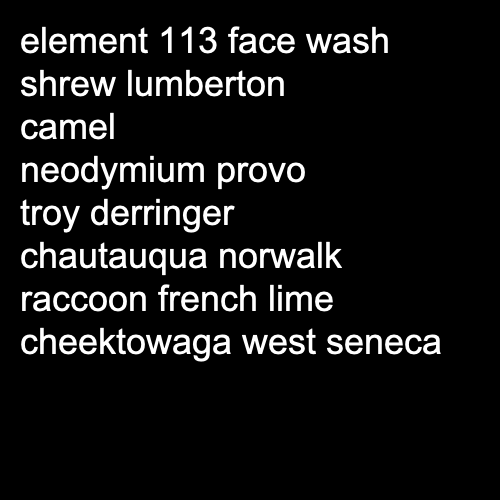 element 113 face wash
shrew lumberton
camel
neodymium provo
troy derringer
chautauqua norwalk
raccoon french lime
cheektowaga west seneca